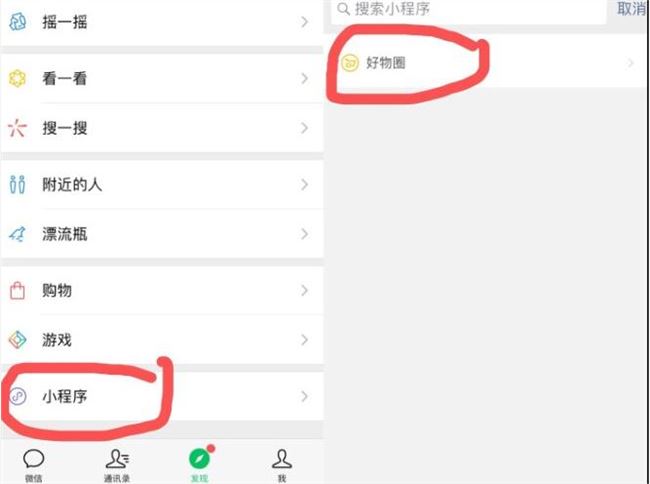 摇一摇
看一看
搜一搜
附近的人
漂流瓶
购物
游戏
小程序
微信
通讯录
发现
我
搜索小程序
取消
好物圈